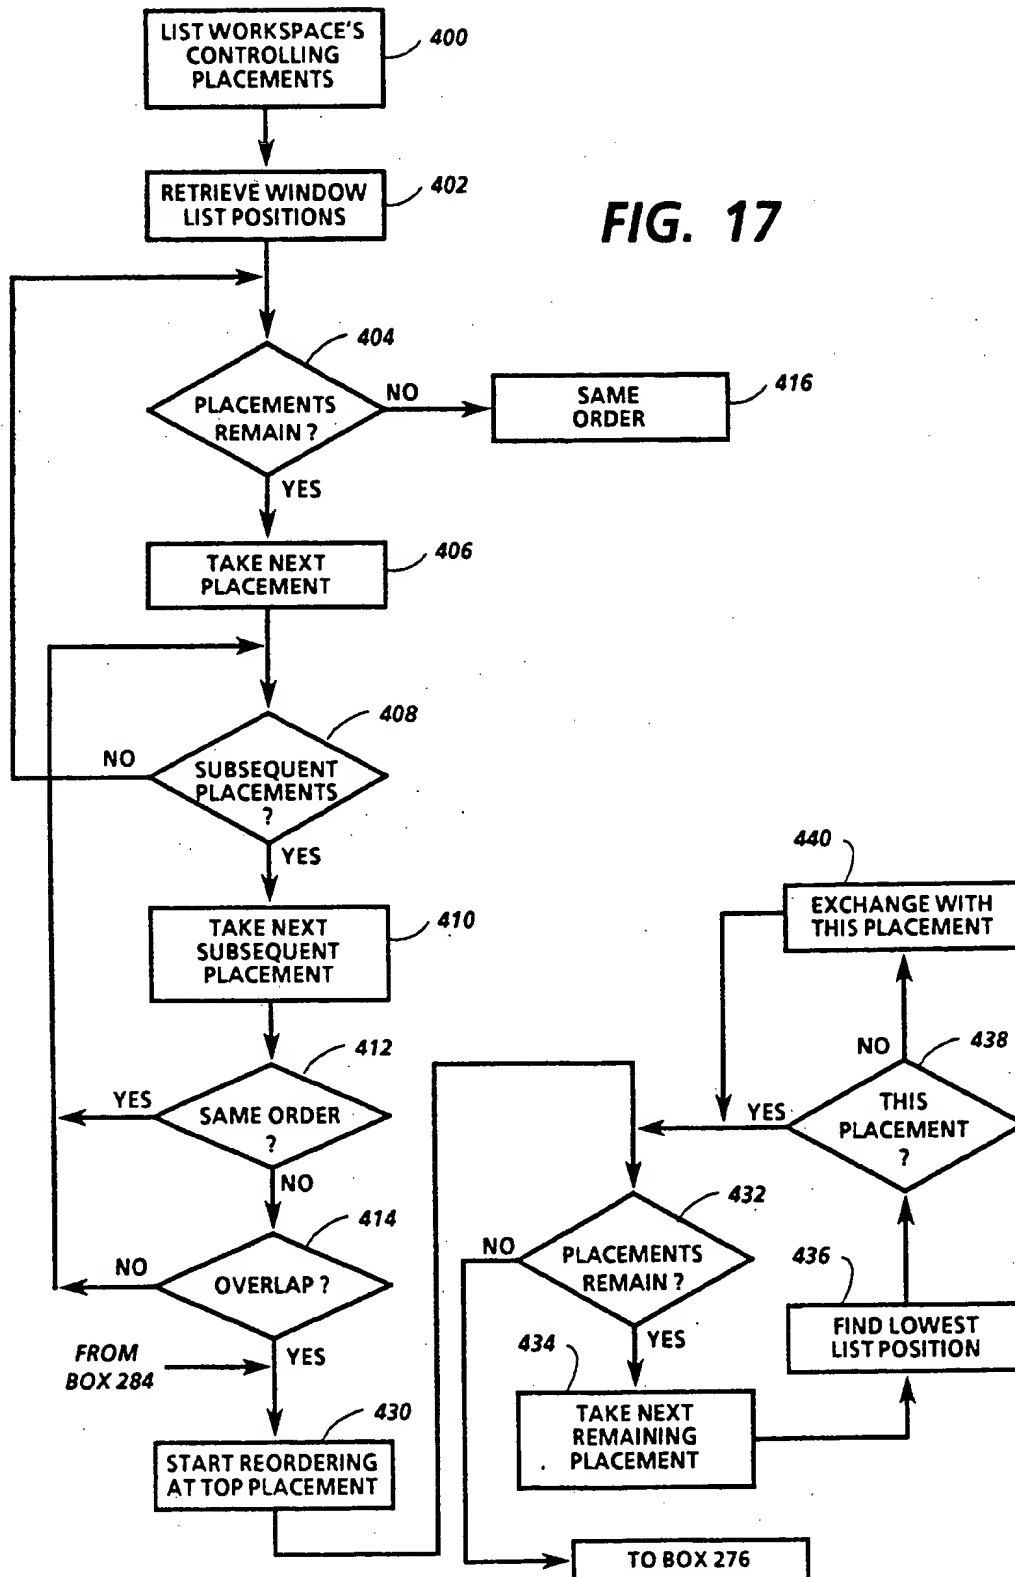 LIST WORKSPACE'S
CONTROLLING
PLACEMENTS
400
RETRIEVE WINDOW
LIST POSITIONS
402
FIG. 17
404
PLACEMENTS
REMAIN ?
NO
SAME
ORDER
416
YES
TAKE NEXT
PLACEMENT
406
408
NO
SUBSEQUENT
PLACEMENTS
?
YES
TAKE NEXT
SUBSEQUENT
PLACEMENT
410
412
YES
SAME ORDER
?
NO
414
NO
OVERLAP ?
YES
FROM
BOX 284
430
START REORDERING
AT TOP PLACEMENT
432
NO
PLACEMENTS
REMAIN ?
YES
434
TAKE NEXT
REMAINING
PLACEMENT
436
FIND LOWEST
LIST POSITION
438
THIS
PLACEMENT
?
YES
NO
440
EXCHANGE WITH
THIS PLACEMENT
TO BOX 276